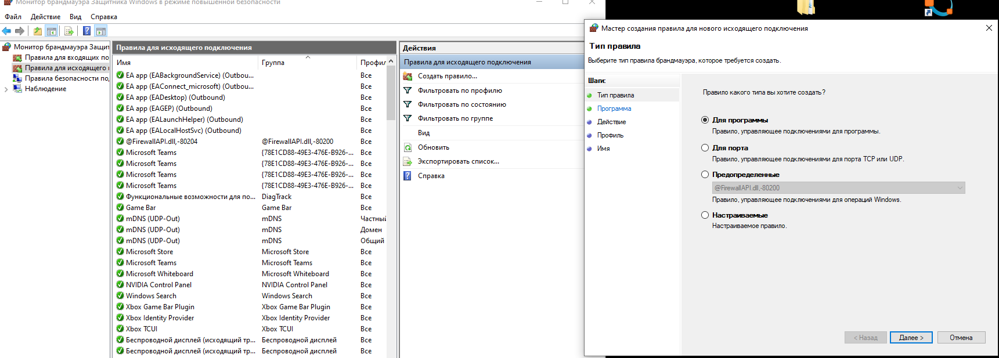 Монитор брандмауэра Защитника Windows в режиме повышенной безопасности
Файл Действие Вид Справка
Монитор брандмауэра Защит
Правила для входящих по
Правила для исходящего
Правила безопасности по
Наблюдение
Правила для исходящего подключения
Имя Группа Профил
EA app (EABackgroundService) (Outbou... Все
EA app (EAConnect_microsoft) (Outbou... Все
EA app (EADesktop) (Outbound) Все
EA app (EAGEP) (Outbound) Все
EA app (EALaunchHelper) (Outbound) Все
EA app (EALocalHostSvc) (Outbound) Все
@FirewallAPI.dll,-80204 @FirewallAPI.dll,-80200 Все
Microsoft Teams {78E1CD88-49E3-476E-B926-... Все
Microsoft Teams {78E1CD88-49E3-476E-B926-... Все
Microsoft Teams {78E1CD88-49E3-476E-B926-... Все
Microsoft Teams {78E1CD88-49E3-476E-B926-... Все
Функциональные возможности для по... DiagTrack Все
Game Bar Game Bar Все
mDNS (UDP-Out) mDNS Частный
mDNS (UDP-Out) mDNS Домен
mDNS (UDP-Out) mDNS Общий
Microsoft Store Microsoft Store Все
Microsoft Teams Microsoft Teams Все
Microsoft Whiteboard Microsoft Whiteboard Все
NVIDIA Control Panel NVIDIA Control Panel Все
Windows Search Windows Search Все
Xbox Game Bar Plugin Xbox Game Bar Plugin Все
Xbox Identity Provider Xbox Identity Provider Все
Xbox TCUI Xbox TCUI Все
Беспроводной дисплей (исходящий тр... Беспроводной дисплей Все
Беспроводной дисплей (исходящий тр... Беспроводной дисплей Все
Действия
Правила для исходящего подключения
Создать правило...
Фильтровать по профилю
Фильтровать по состоянию
Фильтровать по группе
Вид
Обновить
Экспортировать список...
Справка
Мастер создания правила для нового исходящего подключения
Тип правила
Выберите тип правила брандмауэра, которое требуется создать.
Шаги:
Тип правила
Программа
Действие
Профиль
Имя
Правило какого типа вы хотите создать?
Для программы
Правило, управляющее подключениями для программы.
Для порта
Правило, управляющее подключениями для порта TCP или UDP.
Предопределенные
@FirewallAPI.dll,-80200
Правило, управляющее подключениями для операций Windows.
Настраиваемые
Настраиваемое правило.
< Назад Далее > Отмена